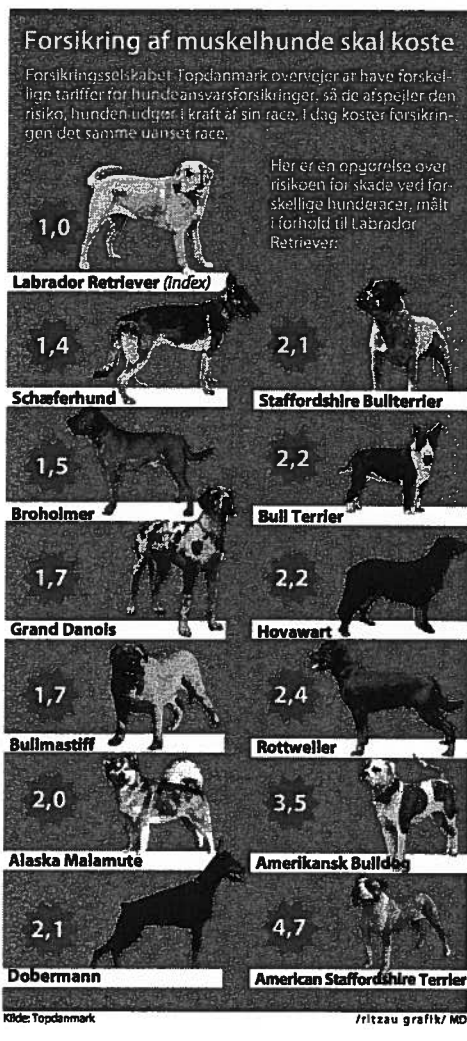 Forsikring af muskelhunde skal koste
Forsikringsselskabet Topdanmark overvejer at have forskel-
lige tariffer for hundeansvarsforsikringer, så de afspejler den
risiko, hunden udgør i kraft af sin race. I dag koster forsikrin-
gen det samme uanset race.
Her er en opgørelse over
risikoen for skade ved for-
skellige hunderacer, målt
i forhold til Labrador
Retriever:
1,0
Labrador Retriever (index)
1,4
Schæferhund
1,5
Broholmer
1,7
Grand Danois
1,7
Bullmastiff
2,0
Alaska Malamute
2,1
Dobermann
2,1
Staffordshire Bullterrier
2,2
Bull Terrier
2,2
Hovawart
2,4
Rottweiler
3,5
Amerikansk Bulldog
4,7
American Staffordshire Terrier
Kilde: Topdanmark
/ritzau grafik/ MD